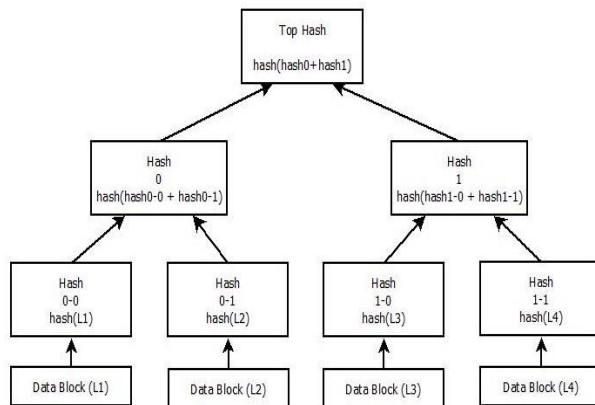 Top Hash
hash(hash0+hash1)
Hash
0
hash(hash0-0 + hash0-1)
Hash
1
hash(hash1-0 + hash1-1)
Hash
0-0
hash(L1)
Hash
0-1
hash(L2)
Hash
1-0
hash(L3)
Hash
1-1
hash(L4)
Data Block (L1)
Data Block (L2)
Data Block (L3)
Data Block (L4)